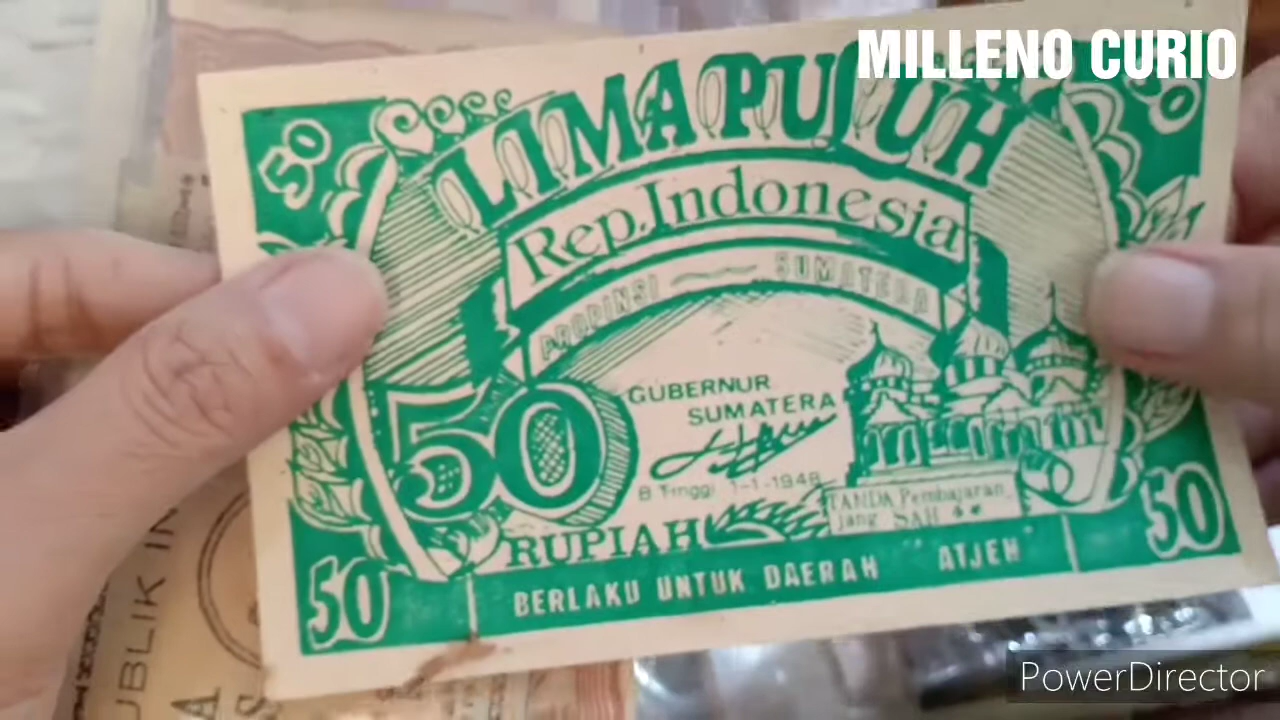 MILLENO CURIO
50
50
LIMA PULUH
Rep.Indonesia
PROPINSI SUMATERA
50
GUBERNUR
SUMATERA
B Tinggi 1-1-1948
TANDA Pembajaran
jang SAH
RUPIAH
50
50
BERLAKU UNTUK DAERAH ATJEH
PowerDirector